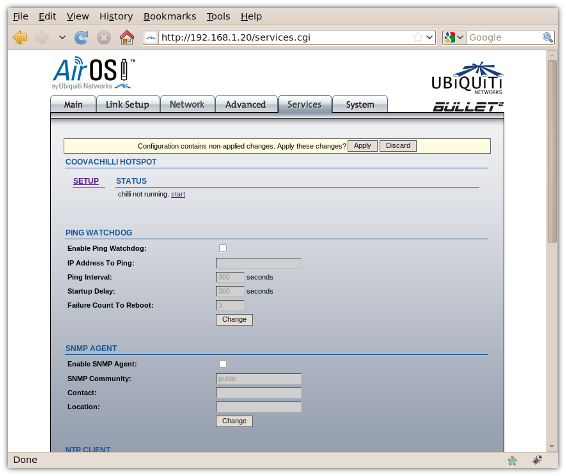 File Edit View History Bookmarks Tools Help
http://192.168.1.20/services.cgi Google
AirOS ™
by Ubiquiti Networks
UBIQUITI
NETWORKS
BULLET2
Main Link Setup Network Advanced Services System
Configuration contains non-applied changes. Apply these changes? Apply Discard
COOVACHILLI HOTSPOT
SETUP STATUS
chilli not running. start
PING WATCHDOG
Enable Ping Watchdog:
IP Address To Ping:
Ping Interval: 300 seconds
Startup Delay: 300 seconds
Failure Count To Reboot: 3
Change
SNMP AGENT
Enable SNMP Agent:
SNMP Community: public
Contact:
Location:
Change
NTP CLIENT
Done